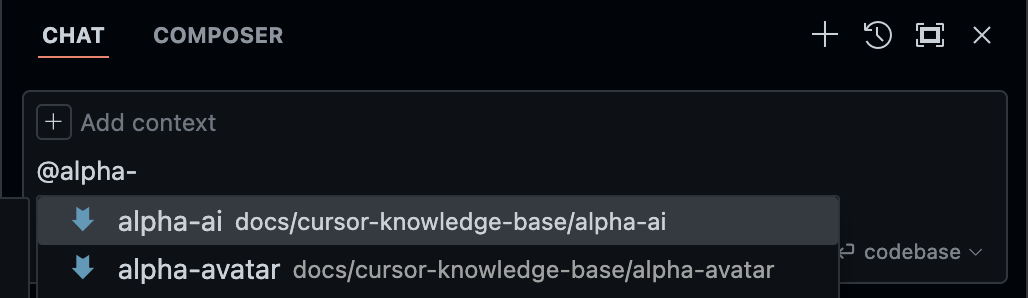 CHAT COMPOSER
Add context
@alpha-
alpha-ai docs/cursor-knowledge-base/alpha-ai
codebase
alpha-avatar docs/cursor-knowledge-base/alpha-avatar